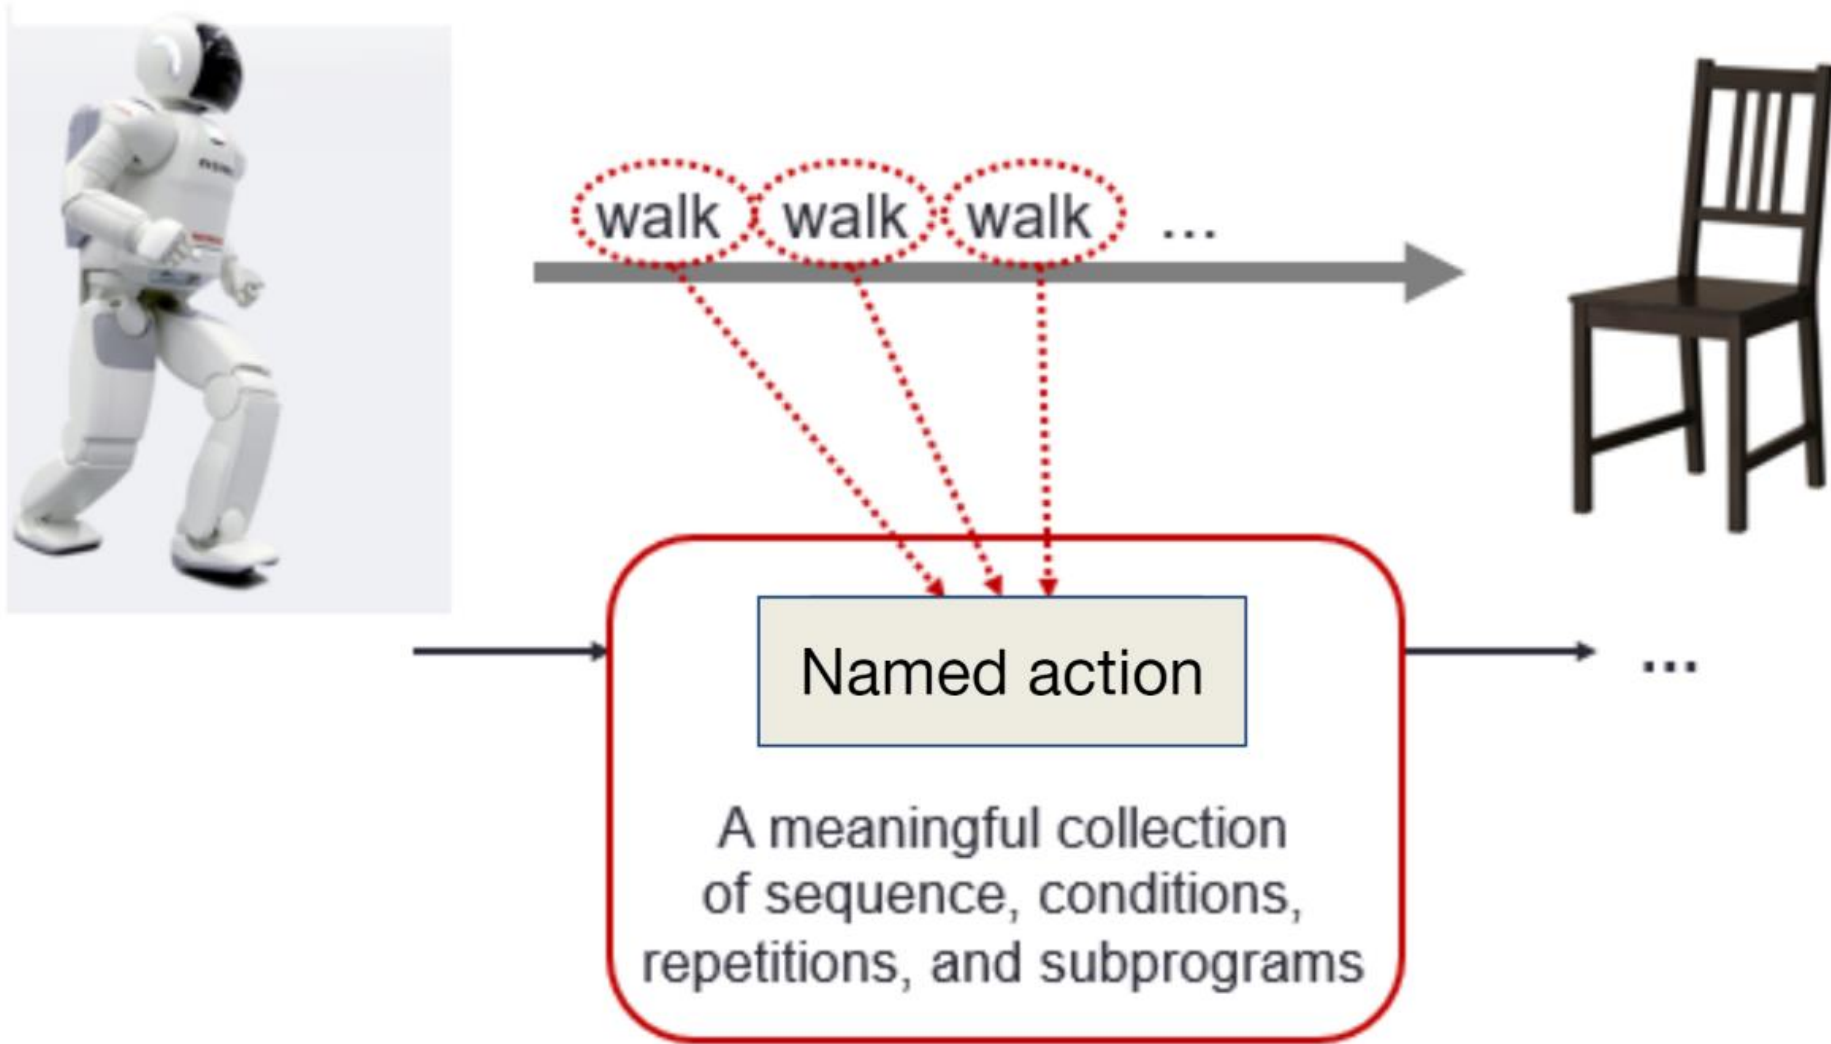 walk walk walk ...
Named action
A meaningful collection
of sequence, conditions,
repetitions, and subprograms
...